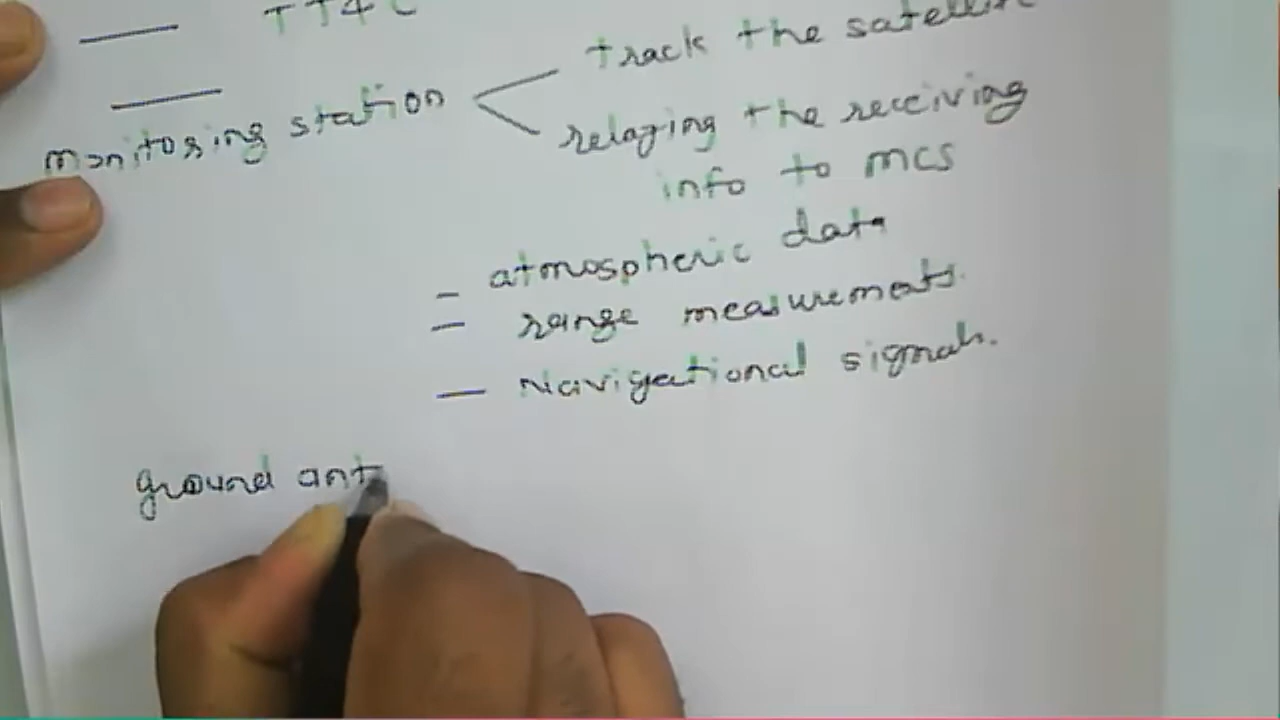 TT&C
track the satellite
monitoring station
relaying the receiving
info to mcs
- atmospheric data
- range measurements.
- Navigational signals.
ground ant